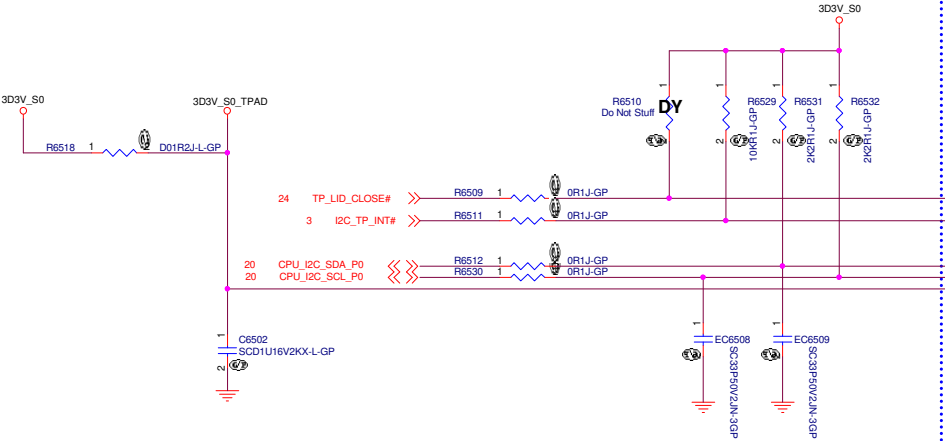 3D3V_S0
3D3V_S0
3D3V_S0_TPAD
R6518 1 D01R2J-L-GP
R6510
Do Not Stuff
DY
1
2
R6529
10KR1J-GP
1
2
R6531
2K2R1J-GP
1
2
R6532
2K2R1J-GP
1
2
24 TP_LID_CLOSE# R6509 1 0R1J-GP
3 I2C_TP_INT# R6511 1 0R1J-GP
20 CPU_I2C_SDA_P0 R6512 1 0R1J-GP
20 CPU_I2C_SCL_P0 R6530 1 0R1J-GP
1
C6502
SCD1U16V2KX-L-GP
2
1
EC6508
SC33P50V2JN-3GP
1
EC6509
SC33P50V2JN-3GP